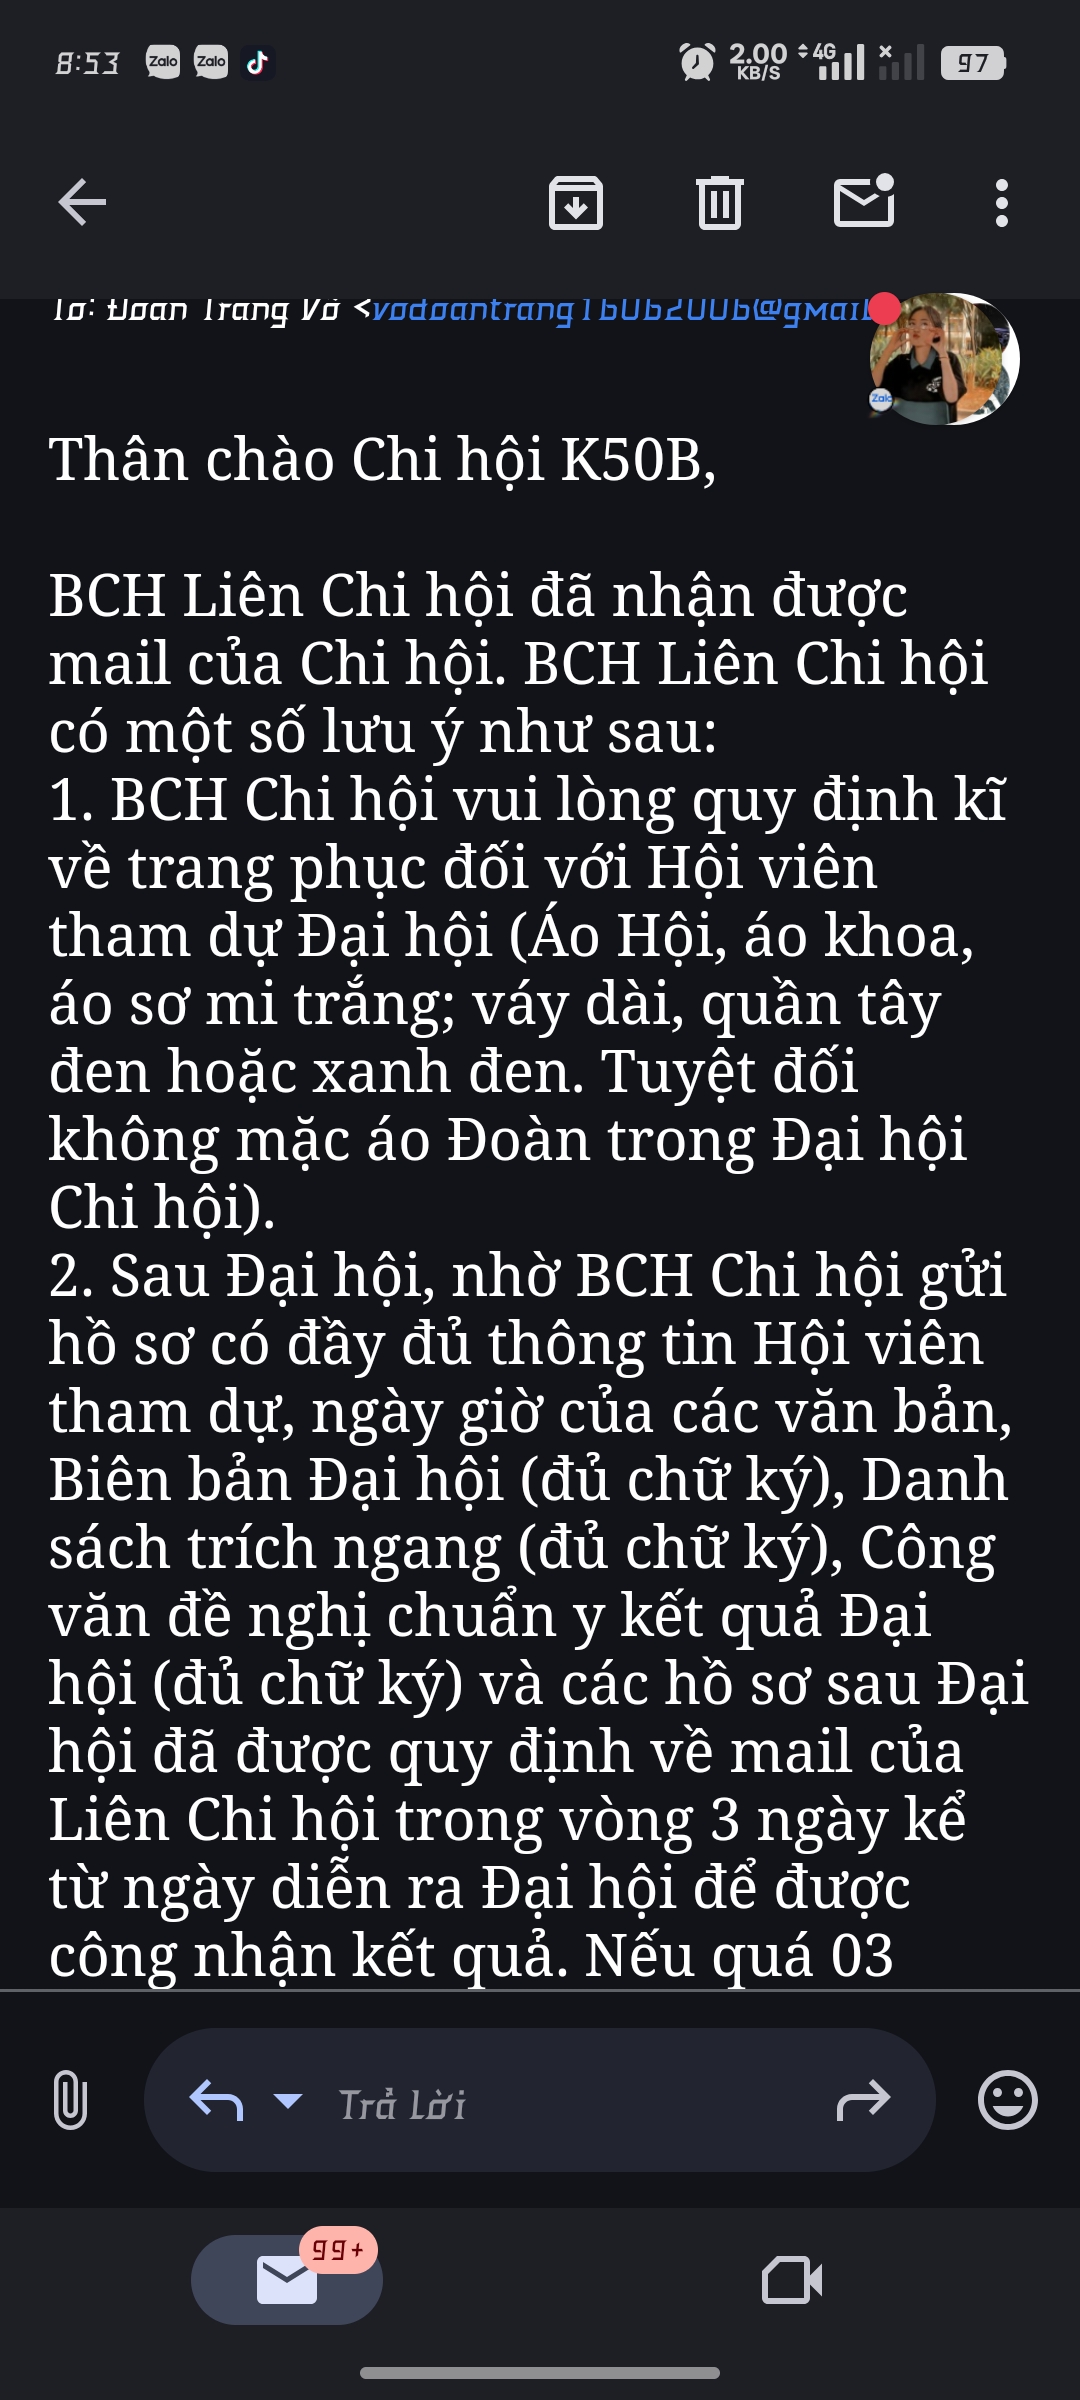 8:53
Zalo
Zalo
2.00
KB/S
4G
97
To: Đoan Trang Võ <vodoantrang16062006@gmail
Zalo
Thân chào Chi hội K50B,
BCH Liên Chi hội đã nhận được
mail của Chi hội. BCH Liên Chi hội
có một số lưu ý như sau:
1. BCH Chi hội vui lòng quy định kĩ
về trang phục đối với Hội viên
tham dự Đại hội (Áo Hội, áo khoa,
áo sơ mi trắng; váy dài, quần tây
đen hoặc xanh đen. Tuyệt đối
không mặc áo Đoàn trong Đại hội
Chi hội).
2. Sau Đại hội, nhờ BCH Chi hội gửi
hồ sơ có đầy đủ thông tin Hội viên
tham dự, ngày giờ của các văn bản,
Biên bản Đại hội (đủ chữ ký), Danh
sách trích ngang (đủ chữ ký), Công
văn đề nghị chuẩn y kết quả Đại
hội (đủ chữ ký) và các hồ sơ sau Đại
hội đã được quy định về mail của
Liên Chi hội trong vòng 3 ngày kể
từ ngày diễn ra Đại hội để được
công nhận kết quả. Nếu quá 03
Trả lời
99+